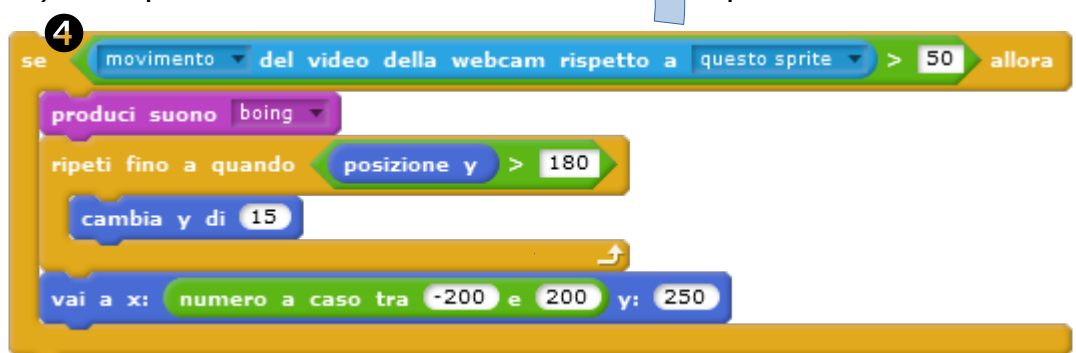 4
se movimento del video della webcam rispetto a questo sprite > 50 allora
produci suono boing
ripeti fino a quando posizione y > 180
cambia y di 15
vai a x: numero a caso tra -200 e 200 y: 250